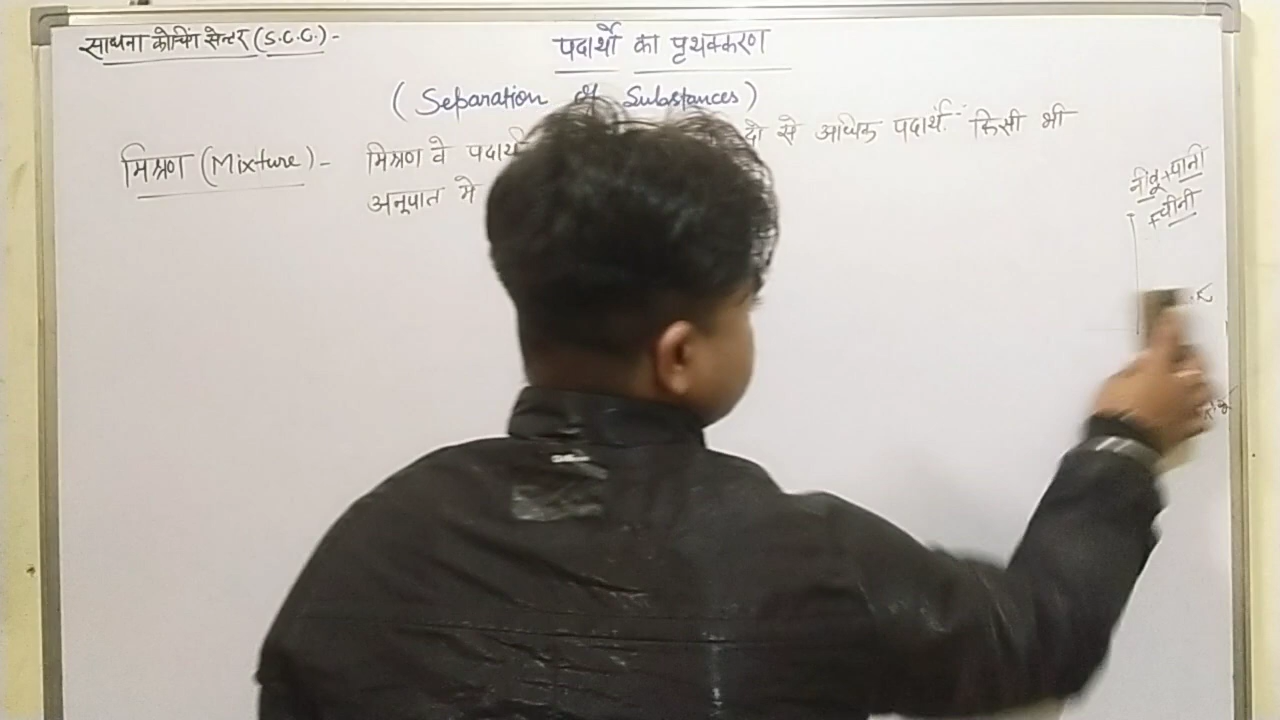 साधना कोचिंग सेन्टर (S.C.C.)-
पदार्थो का पृथक्करण
(Separation of Substances)
मिश्रण (Mixture)- मिश्रण वे पदार्थ दो से अधिक पदार्थ किसी भी
अनुपात मे
नीबू+पानी
+चीनी